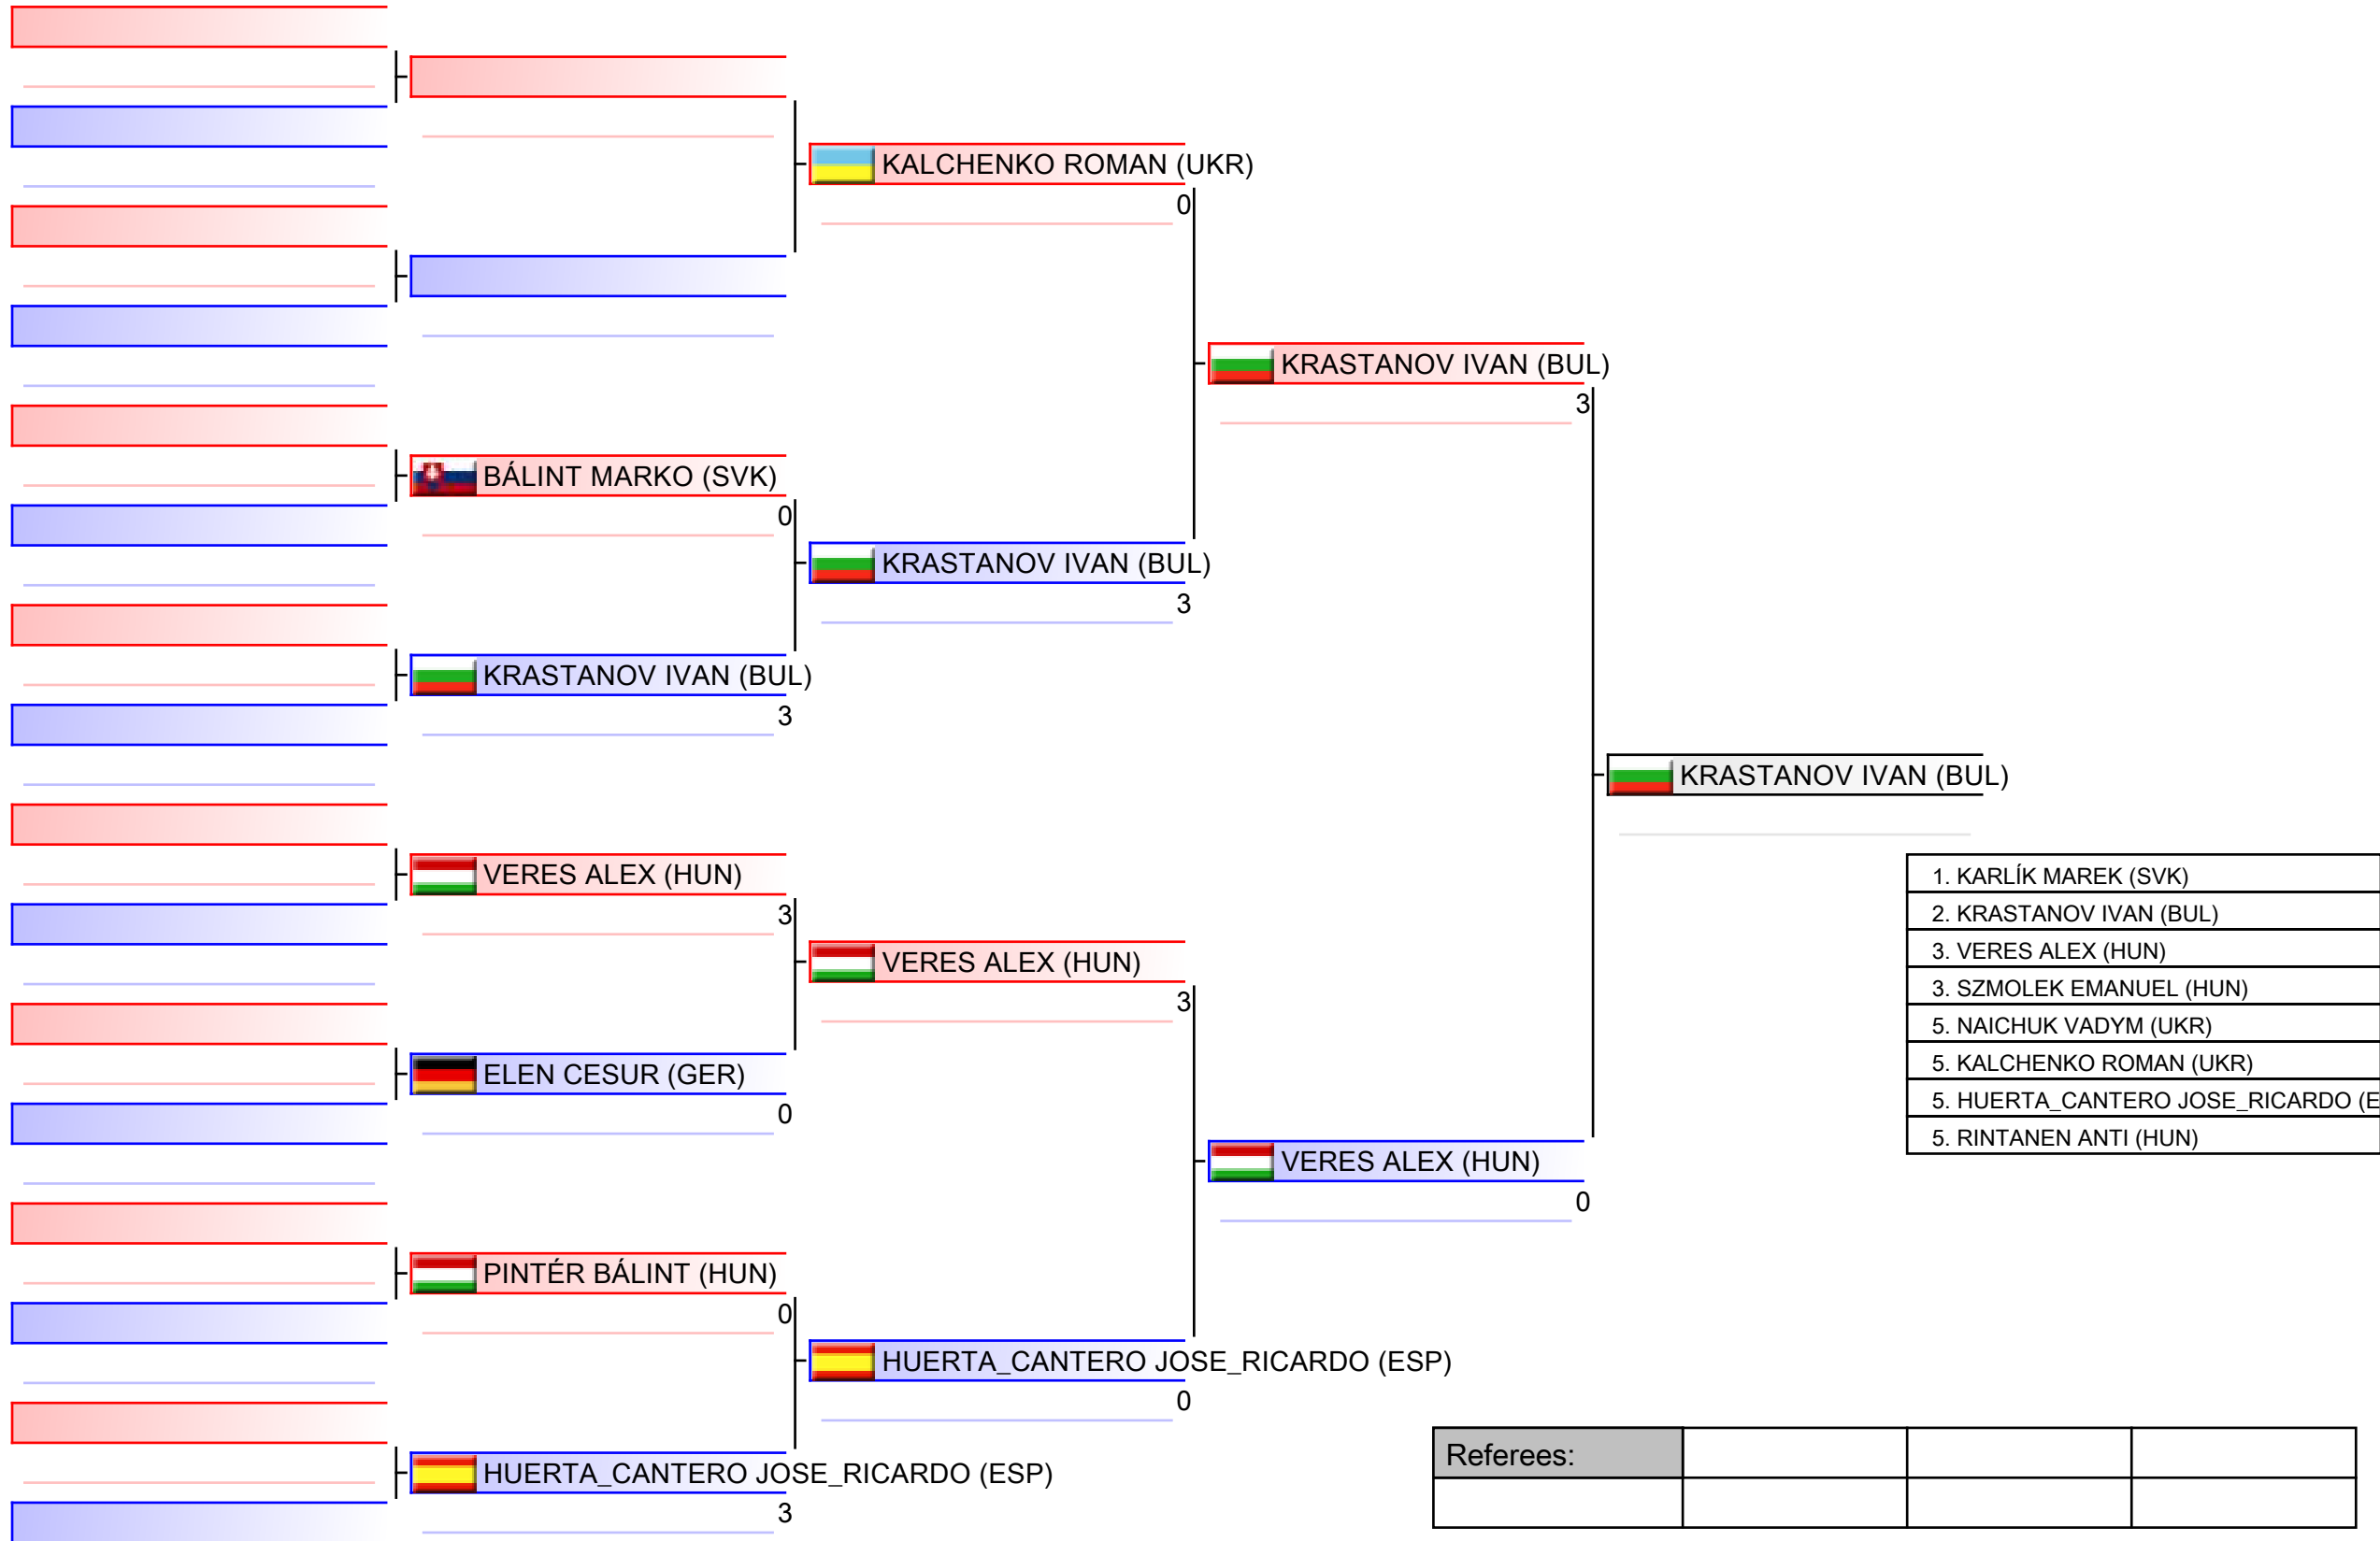 KALCHENKO ROMAN (UKR)
0
KRASTANOV IVAN (BUL)
3
BÁLINT MARKO (SVK)
0
KRASTANOV IVAN (BUL)
3
KRASTANOV IVAN (BUL)
3
KRASTANOV IVAN (BUL)
VERES ALEX (HUN)
3
VERES ALEX (HUN)
3
ELEN CESUR (GER)
0
VERES ALEX (HUN)
0
PINTÉR BÁLINT (HUN)
0
HUERTA_CANTERO JOSE_RICARDO (ESP)
0
HUERTA_CANTERO JOSE_RICARDO (ESP)
3
1. KARLÍK MAREK (SVK)
2. KRASTANOV IVAN (BUL)
3. VERES ALEX (HUN)
3. SZMOLEK EMANUEL (HUN)
5. NAICHUK VADYM (UKR)
5. KALCHENKO ROMAN (UKR)
5. HUERTA_CANTERO JOSE_RICARDO (E
5. RINTANEN ANTI (HUN)
Referees: